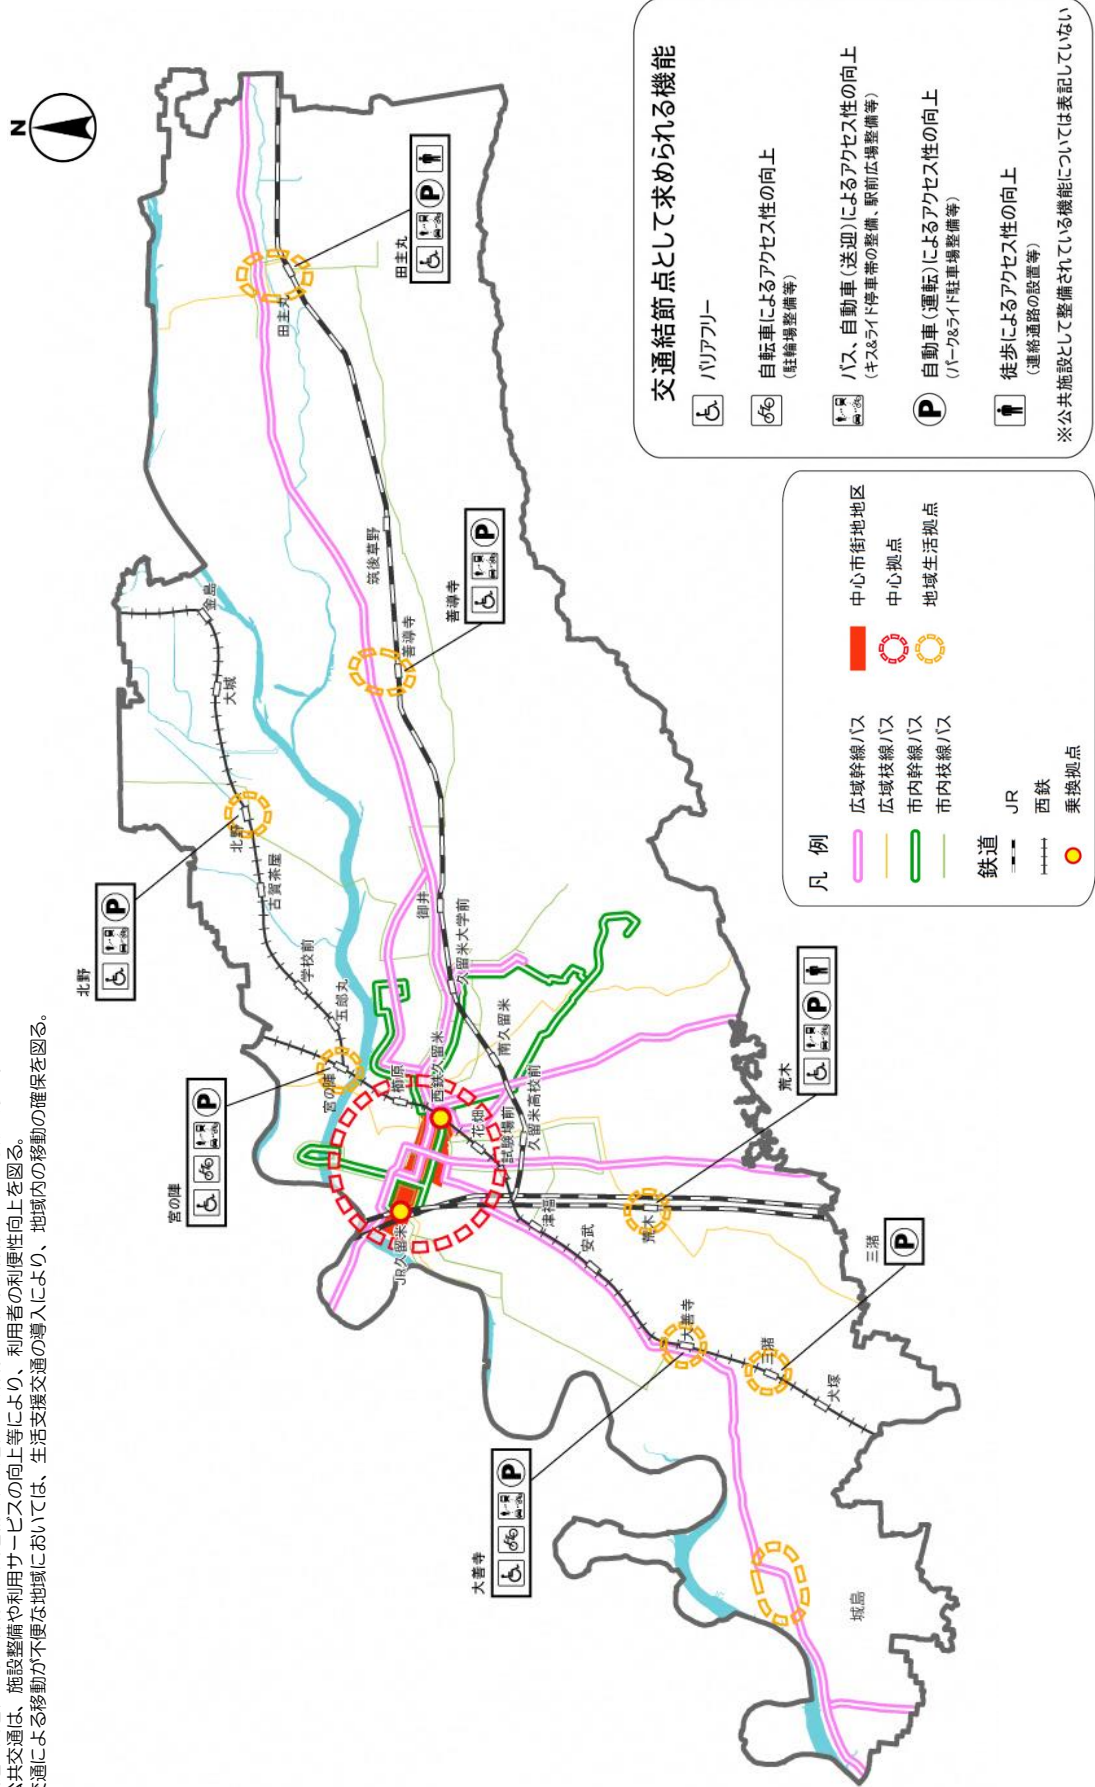 公共交通は、施設整備や利用サービスの向上等により、利用者の利便性向上を図る。
交通による移動が不便な地域においては、生活支援交通の導入により、地域内の移動の確保を図る。
N
北野
P
宮の陣
P
田主丸
P
善導寺
P
大善寺
P
荒木
P
三潴
P
金島
大城
北野
古賀茶屋
学校前
五郎丸
宮の陣
櫛原
西鉄久留米
花畑
試験場前
津福
安武
大善寺
三潴
犬塚
城島
JR久留米
荒木
久留米高校前
南久留米
久留米大学前
御井
善導寺
筑後草野
田主丸
凡 例
広域幹線バス
広域枝線バス
市内幹線バス
市内枝線バス
鉄道
JR
西鉄
乗換拠点
中心市街地地区
中心拠点
地域生活拠点
交通結節点として求められる機能
バリアフリー
自転車によるアクセス性の向上
(駐輪場整備等)
バス、自動車(送迎)によるアクセス性の向上
(キス&ライド停車帯の整備、駅前広場整備等)
P 自動車(運転)によるアクセス性の向上
(パーク&ライド駐車場整備等)
徒歩によるアクセス性の向上
(連絡通路の設置等)
※公共施設として整備されている機能については表記していない